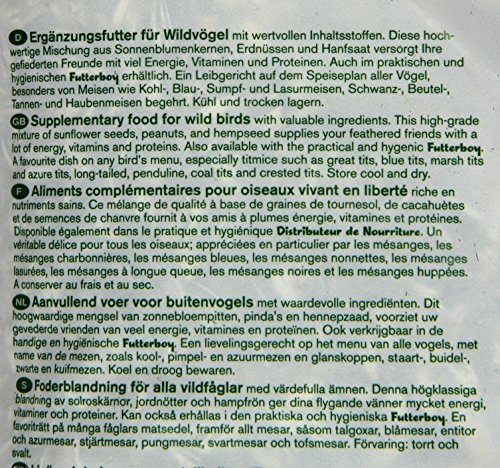 D Ergänzungsfutter für Wildvögel mit wertvollen Inhaltsstoffen. Diese hoch-
wertige Mischung aus Sonnenblumenkernen, Erdnüssen und Hanfsaat versorgt Ihre
gefiederten Freunde mit viel Energie, Vitaminen und Proteinen. Auch im praktischen und
hygienischen Futterboy erhältlich. Ein Leibgericht auf dem Speiseplan aller Vögel,
besonders von Meisen wie Kohl-, Blau-, Sumpf- und Lasurmeisen, Schwanz-, Beutel-,
Tannen- und Haubenmeisen begehrt. Kühl und trocken lagern.
GB Supplementary food for wild birds with valuable ingredients. This high-grade
mixture of sunflower seeds, peanuts, and hempseed supplies your feathered friends with a
lot of energy, vitamins and proteins. Also available with the practical and hygenic Futterboy.
A favourite dish on any bird's menu, especially titmice such as great tits, blue tits, marsh tits
and azure tits, long-tailed, penduline, coal tits and crested tits. Store cool and dry.
F Aliments complémentaires pour oiseaux vivant en liberté riche en
nutriments sains. Ce mélange de qualité à base de graines de tournesol, de cacahuètes
et de semences de chanvre fournit à vos amis à plumes énergie, vitamines et protéines.
Disponible également dans le pratique et hygiénique Distributeur de Nourriture. Un
véritable délice pour tous les oiseaux; appréciées en particulier par les mésanges, les
mésanges charbonnières, les mésanges bleues, les mésanges nonnettes, les mésanges
lasurées, les mésanges à longue queue, les mésanges noires et les mésanges huppées.
A conserver au frais et au sec.
NL Aanvullend voer voor buitenvogels met waardevolle ingrediënten. Dit
hoogwaardige mengsel van zonnebloempitten, pinda's en hennepzaad, voorziet uw
gevederde vrienden van veel energie, vitamines en proteïnen. Ook verkrijgbaar in de
handige en hygiënische Futterboy. Een lievelingsgerecht op het menu van alle vogels, met
name van de mezen, zoals kool-, pimpel- en azuurmezen en glanskoppen, staart-, buidel-,
zwarte en kuifmezen. Koel en droog bewaren.
S Foderblandning för alla vildfåglar med värdefulla ämnen. Denna högklassiga
blandning av solroskärnor, jordnötter och hampfrön ger dina flygande vänner mycket energi,
vitaminer och proteiner. Kan också erhållas i den praktiska och hygieniska Futterboy. En
favoriträtt på många fåglars matsedel, framför allt mesar, såsom talgoxar, blåmesar, entitor
och azurmesar, stjärtmesar, pungmesar, svartmesar och tofsmesar. Förvaring: torrt och
svalt.